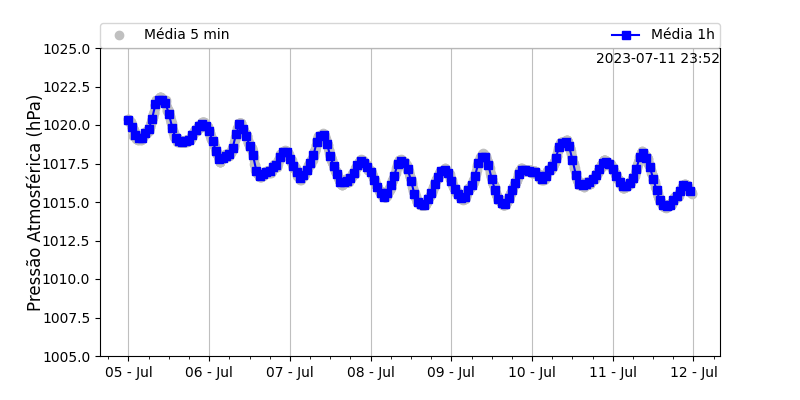 Média 5 min
Média 1h
2023-07-11 23:52
Pressão Atmosférica (hPa)
1025.0
1022.5
1020.0
1017.5
1015.0
1012.5
1010.0
1007.5
1005.0
05 - Jul
06 - Jul
07 - Jul
08 - Jul
09 - Jul
10 - Jul
11 - Jul
12 - Jul